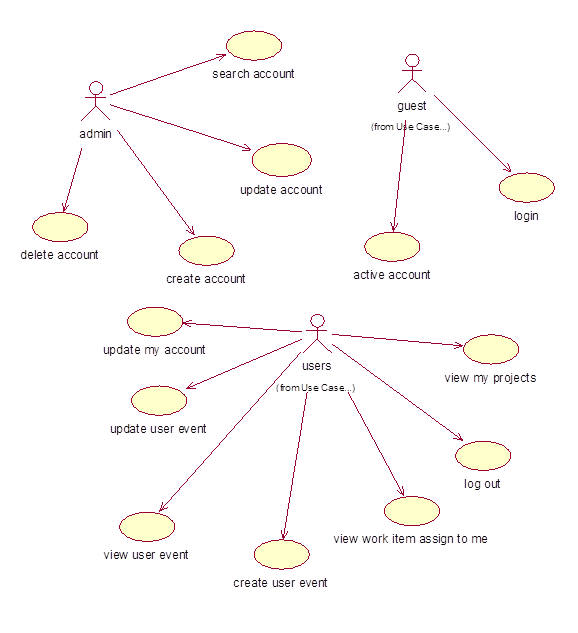 search account
admin
guest
(from Use Case...)
update account
login
delete account
create account
active account
update my account
users
view my projects
(from Use Case...)
update user event
log out
view user event
view work item assign to me
create user event